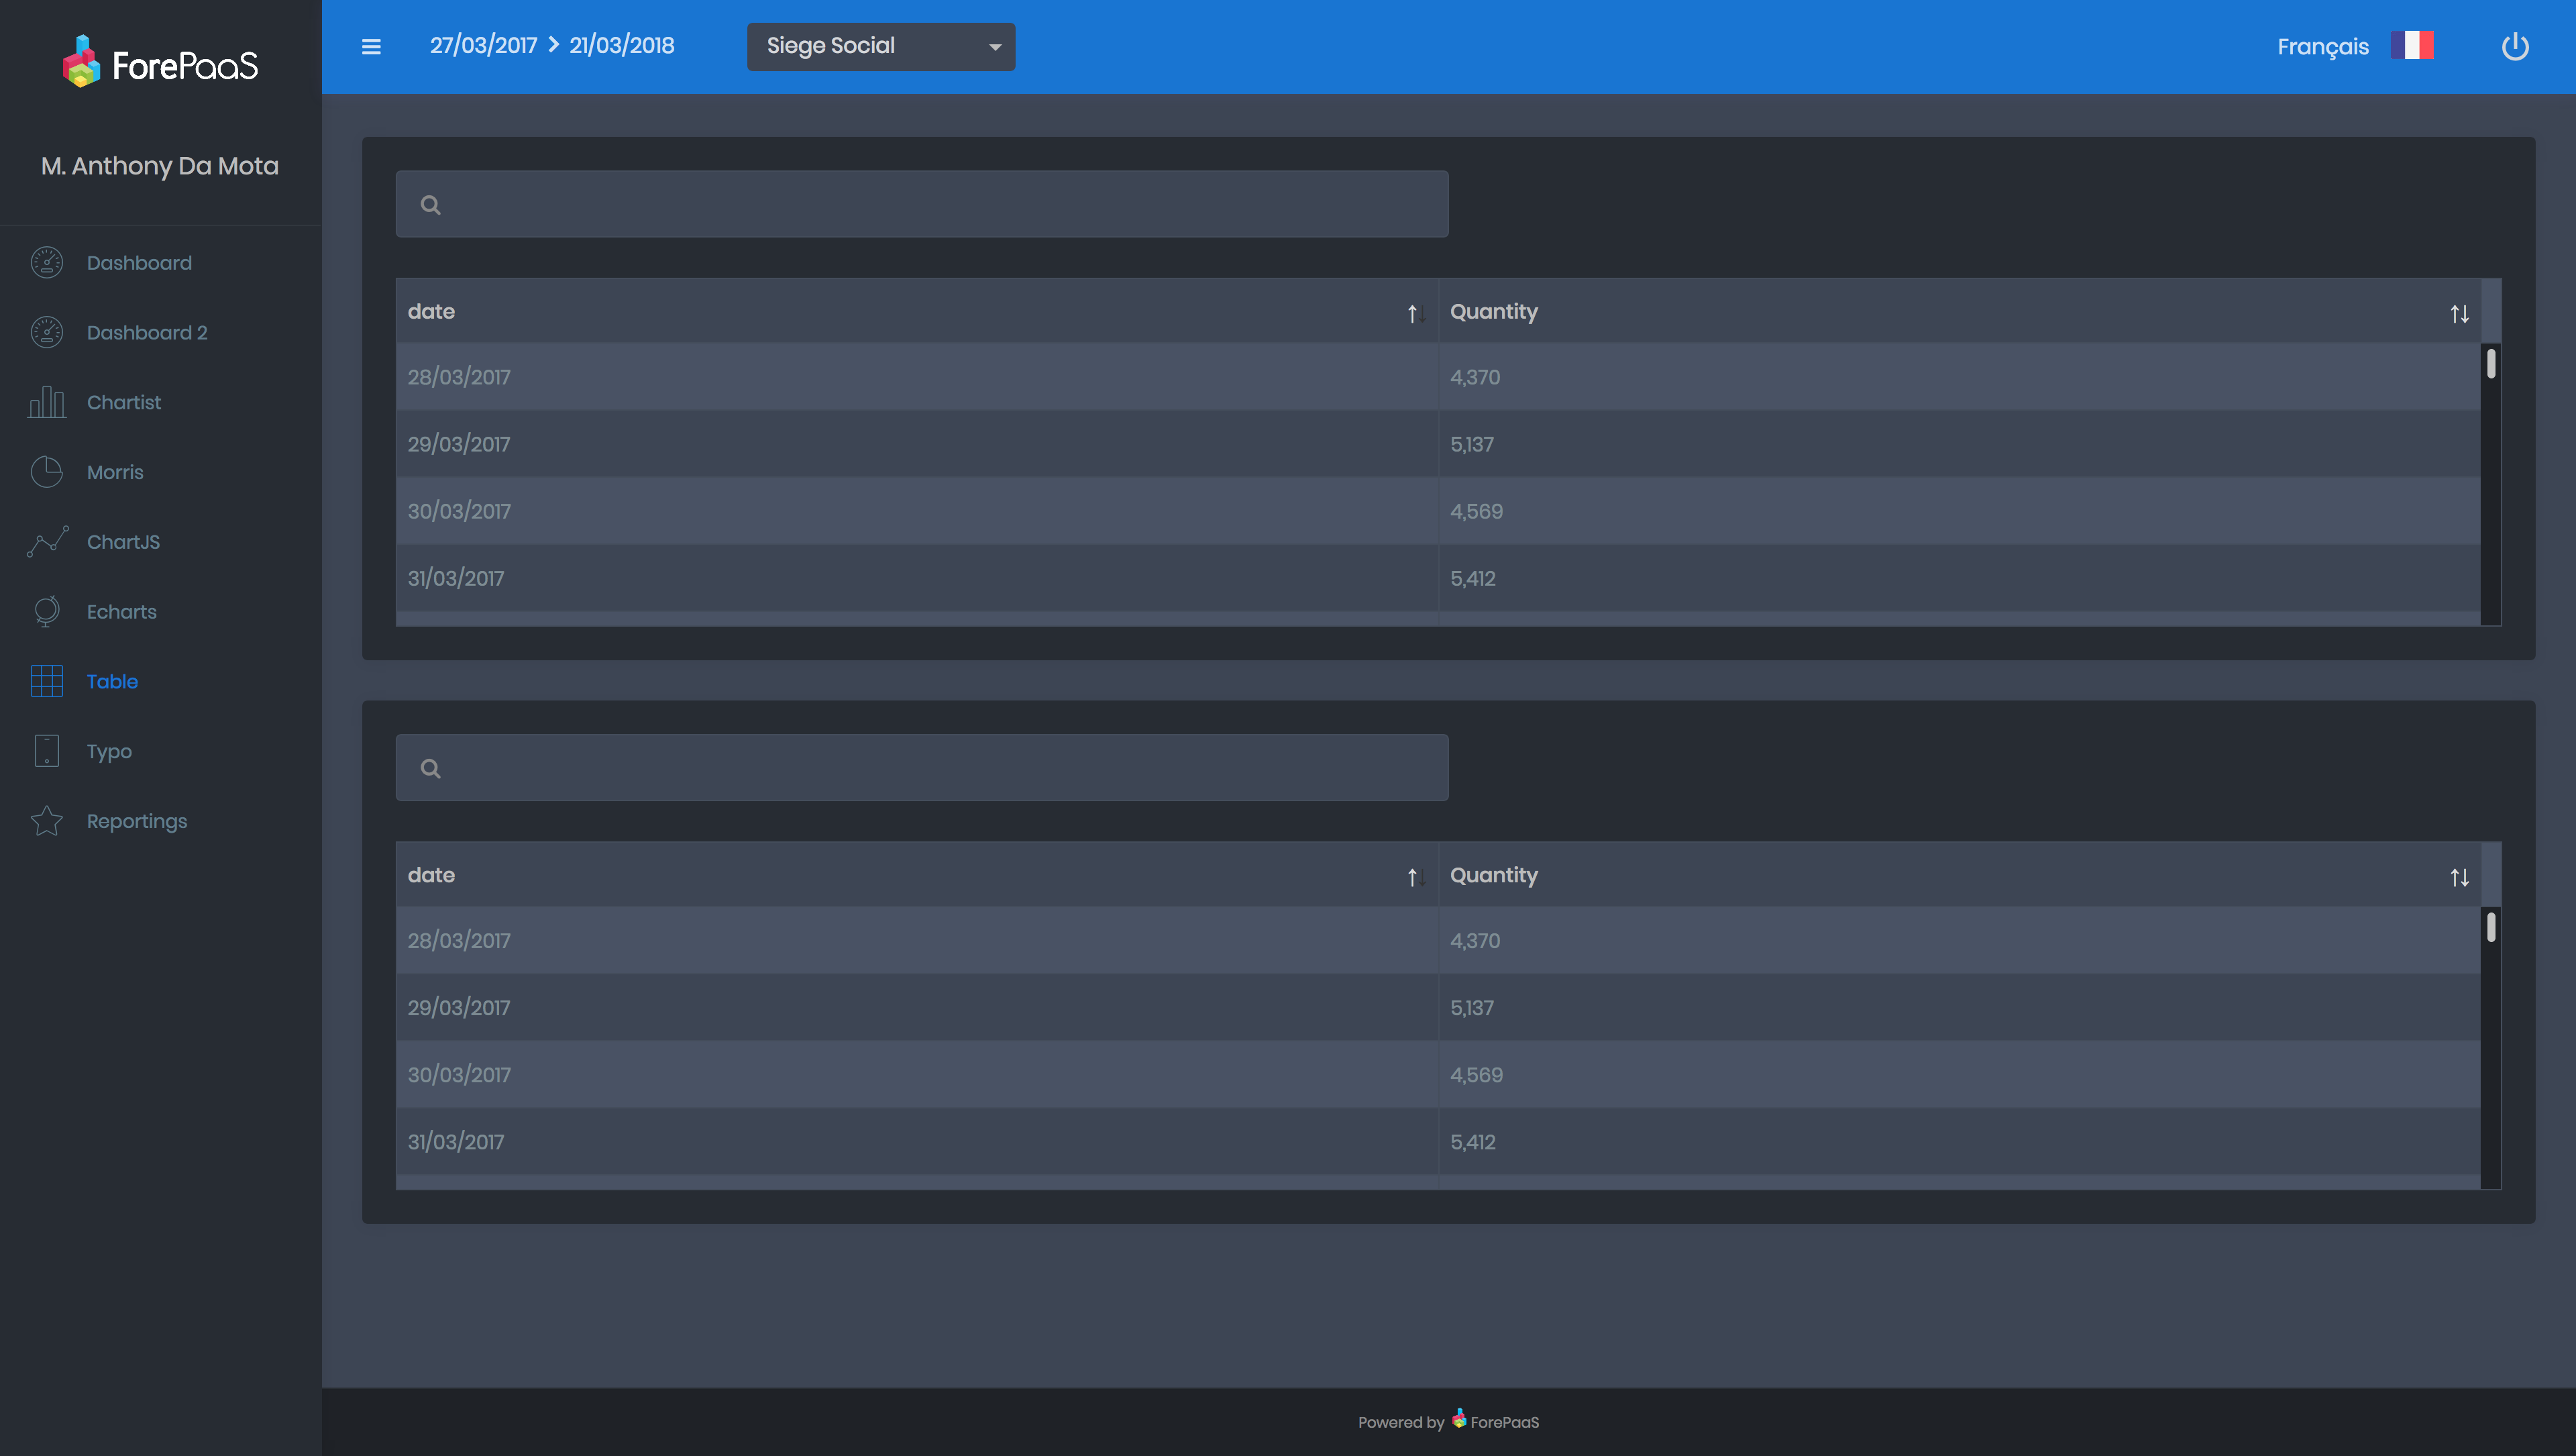 ForePaaS
M. Anthony Da Mota
Dashboard
Dashboard 2
Chartist
Morris
ChartJS
Echarts
Table
Typo
Reportings
27/03/2017 > 21/03/2018
Siege Social
Français
date Quantity
28/03/2017 4,370
29/03/2017 5,137
30/03/2017 4,569
31/03/2017 5,412
date Quantity
28/03/2017 4,370
29/03/2017 5,137
30/03/2017 4,569
31/03/2017 5,412
Powered by ForePaaS